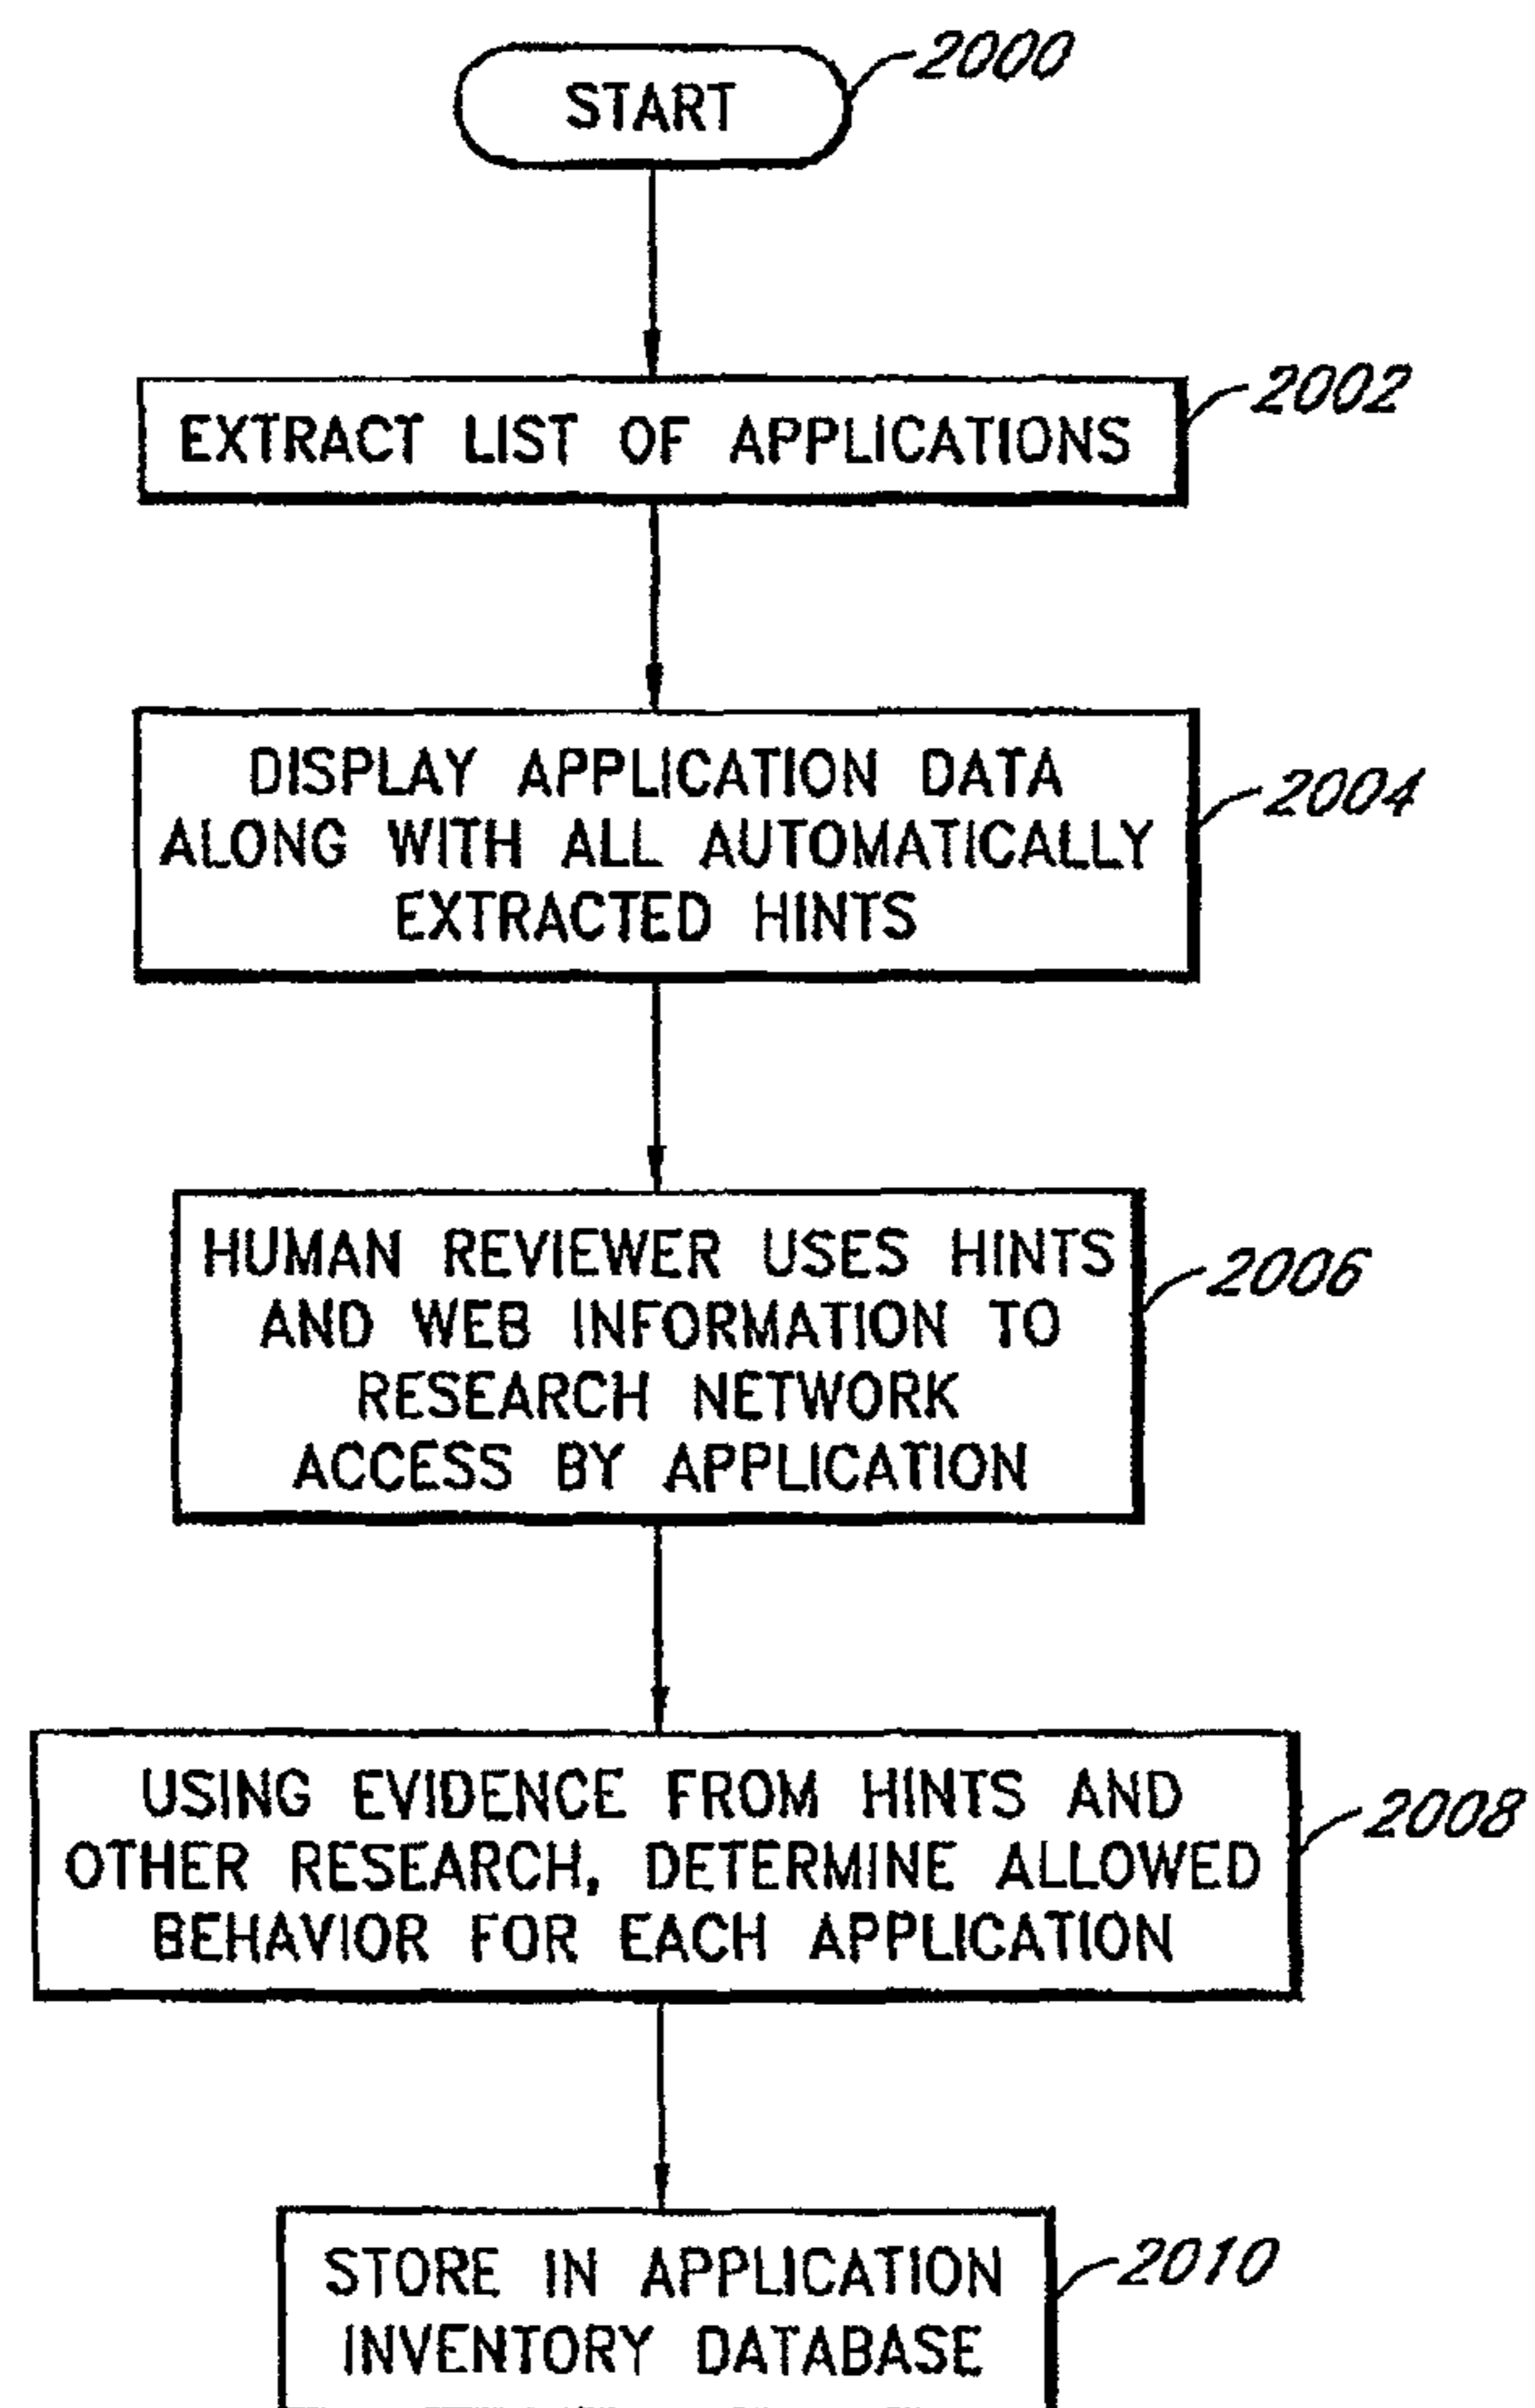 START
2000
EXTRACT LIST OF APPLICATIONS
2002
DISPLAY APPLICATION DATA
ALONG WITH ALL AUTOMATICALLY
EXTRACTED HINTS
2004
HUMAN REVIEWER USES HINTS
AND WEB INFORMATION TO
RESEARCH NETWORK
ACCESS BY APPLICATION
2006
USING EVIDENCE FROM HINTS AND
OTHER RESEARCH, DETERMINE ALLOWED
BEHAVIOR FOR EACH APPLICATION
2008
STORE IN APPLICATION
INVENTORY DATABASE
2010